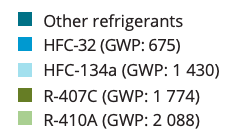 Other refrigerants
HFC-32 (GWP: 675)
HFC-134a (GWP: 1 430)
R-407C (GWP: 1 774)
R-410A (GWP: 2 088)